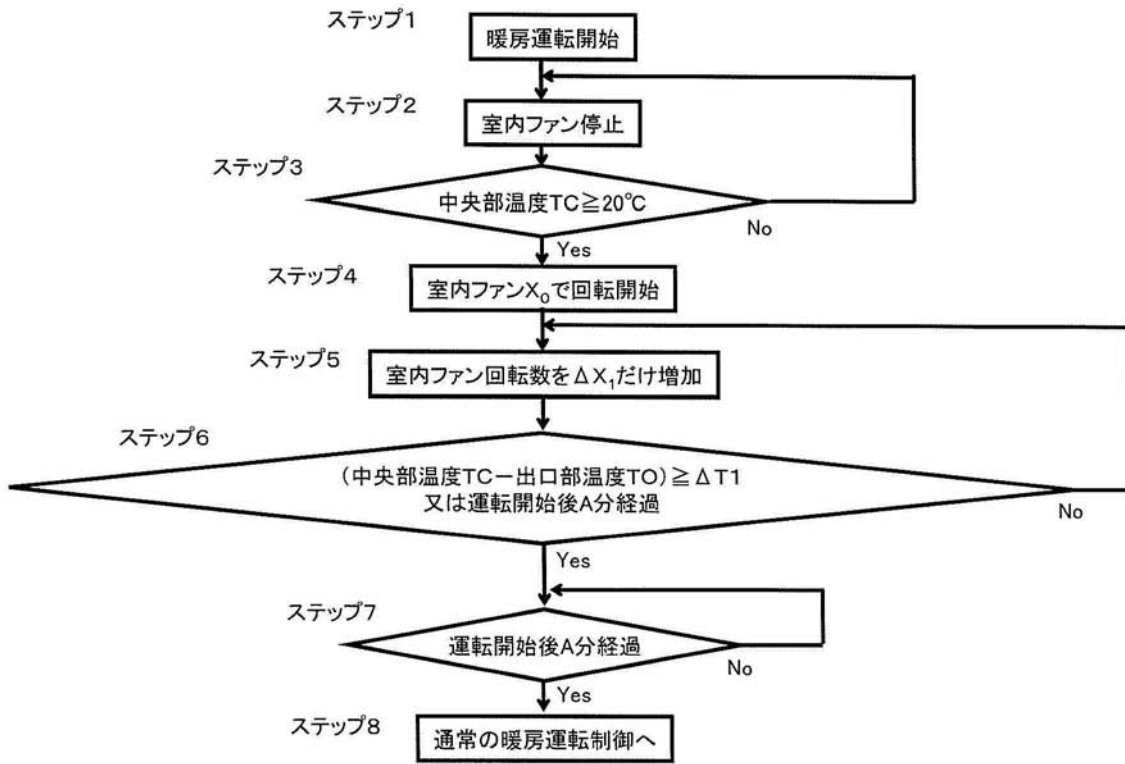 ステップ1
暖房運転開始
ステップ2
室内ファン停止
ステップ3
中央部温度TC≧20℃
No
Yes
ステップ4
室内ファンX₀で回転開始
ステップ5
室内ファン回転数をΔX₁だけ増加
ステップ6
(中央部温度TC－出口部温度TO)≧ΔT1
又は運転開始後A分経過
No
Yes
ステップ7
運転開始後A分経過
No
Yes
ステップ8
通常の暖房運転制御へ